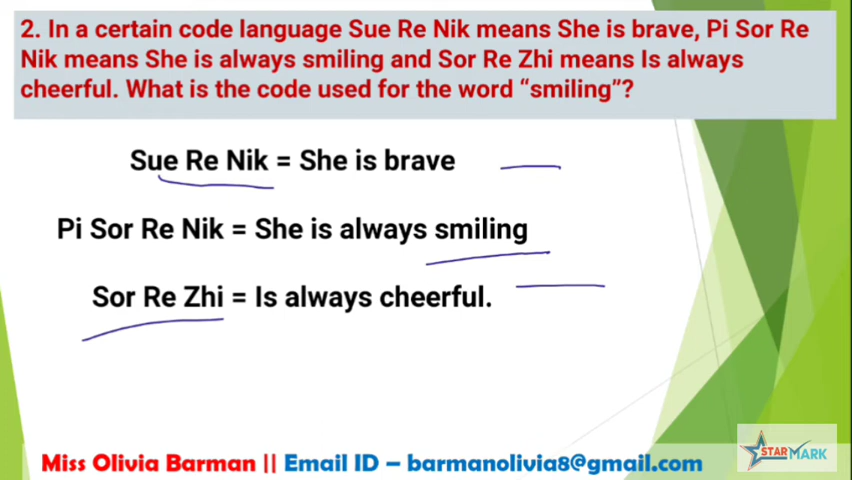 2. In a certain code language Sue Re Nik means She is brave, Pi Sor Re
Nik means She is always smiling and Sor Re Zhi means Is always
cheerful. What is the code used for the word “smiling”?
Sue Re Nik = She is brave
Pi Sor Re Nik = She is always smiling
Sor Re Zhi = Is always cheerful.
Miss Olivia Barman || Email ID – barmanolivia8@gmail.com
STAR MARK